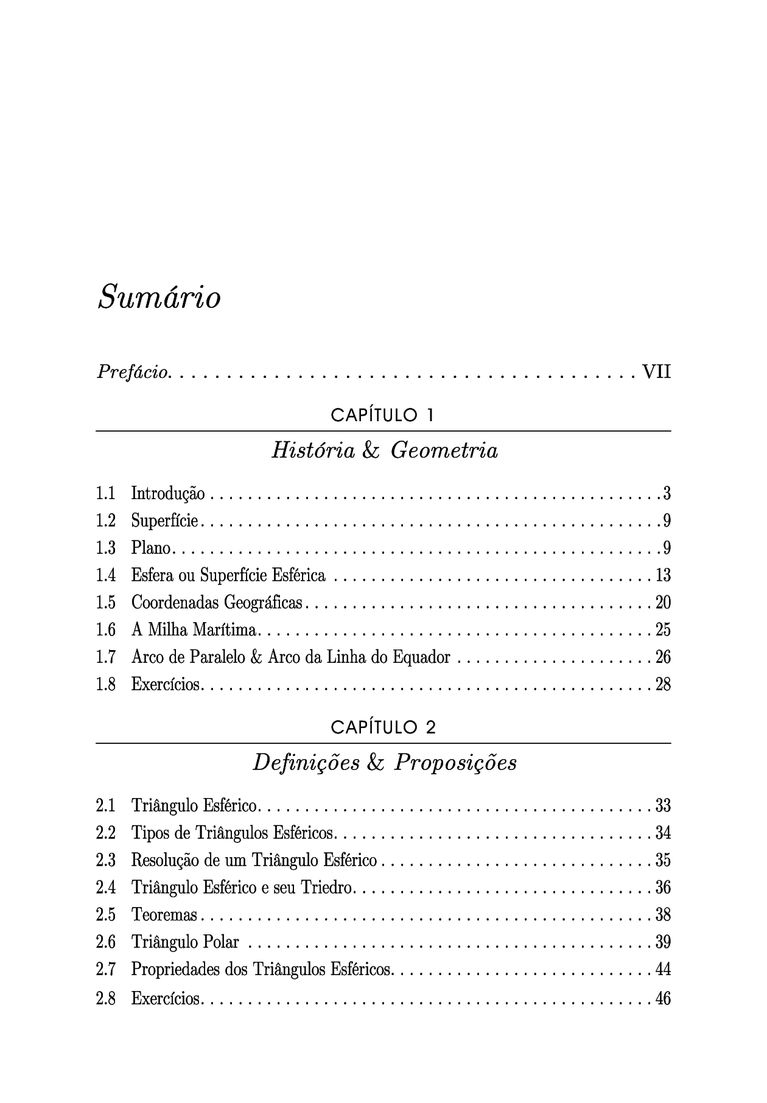 Sumário
Prefácio. . . . . . . . . . . . . . . . . . . . . . . . . . . . . . . . . . . . . . . . VII
CAPÍTULO 1
História & Geometria
1.1 Introdução . . . . . . . . . . . . . . . . . . . . . . . . . . . . . . . . . . . . . . . . . . . . . . . . 3
1.2 Superfície . . . . . . . . . . . . . . . . . . . . . . . . . . . . . . . . . . . . . . . . . . . . . . . . . 9
1.3 Plano . . . . . . . . . . . . . . . . . . . . . . . . . . . . . . . . . . . . . . . . . . . . . . . . . . . . 9
1.4 Esfera ou Superfície Esférica . . . . . . . . . . . . . . . . . . . . . . . . . . . . . . . . . . 13
1.5 Coordenadas Geográficas . . . . . . . . . . . . . . . . . . . . . . . . . . . . . . . . . . . . . 20
1.6 A Milha Marítima . . . . . . . . . . . . . . . . . . . . . . . . . . . . . . . . . . . . . . . . . . 25
1.7 Arco de Paralelo & Arco da Linha do Equador . . . . . . . . . . . . . . . . . . . . . 26
1.8 Exercícios . . . . . . . . . . . . . . . . . . . . . . . . . . . . . . . . . . . . . . . . . . . . . . . . 28
CAPÍTULO 2
Definições & Proposições
2.1 Triângulo Esférico . . . . . . . . . . . . . . . . . . . . . . . . . . . . . . . . . . . . . . . . . . 33
2.2 Tipos de Triângulos Esféricos . . . . . . . . . . . . . . . . . . . . . . . . . . . . . . . . . . 34
2.3 Resolução de um Triângulo Esférico . . . . . . . . . . . . . . . . . . . . . . . . . . . . . 35
2.4 Triângulo Esférico e seu Triedro . . . . . . . . . . . . . . . . . . . . . . . . . . . . . . . . 36
2.5 Teoremas . . . . . . . . . . . . . . . . . . . . . . . . . . . . . . . . . . . . . . . . . . . . . . . . 38
2.6 Triângulo Polar . . . . . . . . . . . . . . . . . . . . . . . . . . . . . . . . . . . . . . . . . . . 39
2.7 Propriedades dos Triângulos Esféricos . . . . . . . . . . . . . . . . . . . . . . . . . . . . 44
2.8 Exercícios . . . . . . . . . . . . . . . . . . . . . . . . . . . . . . . . . . . . . . . . . . . . . . . . 46